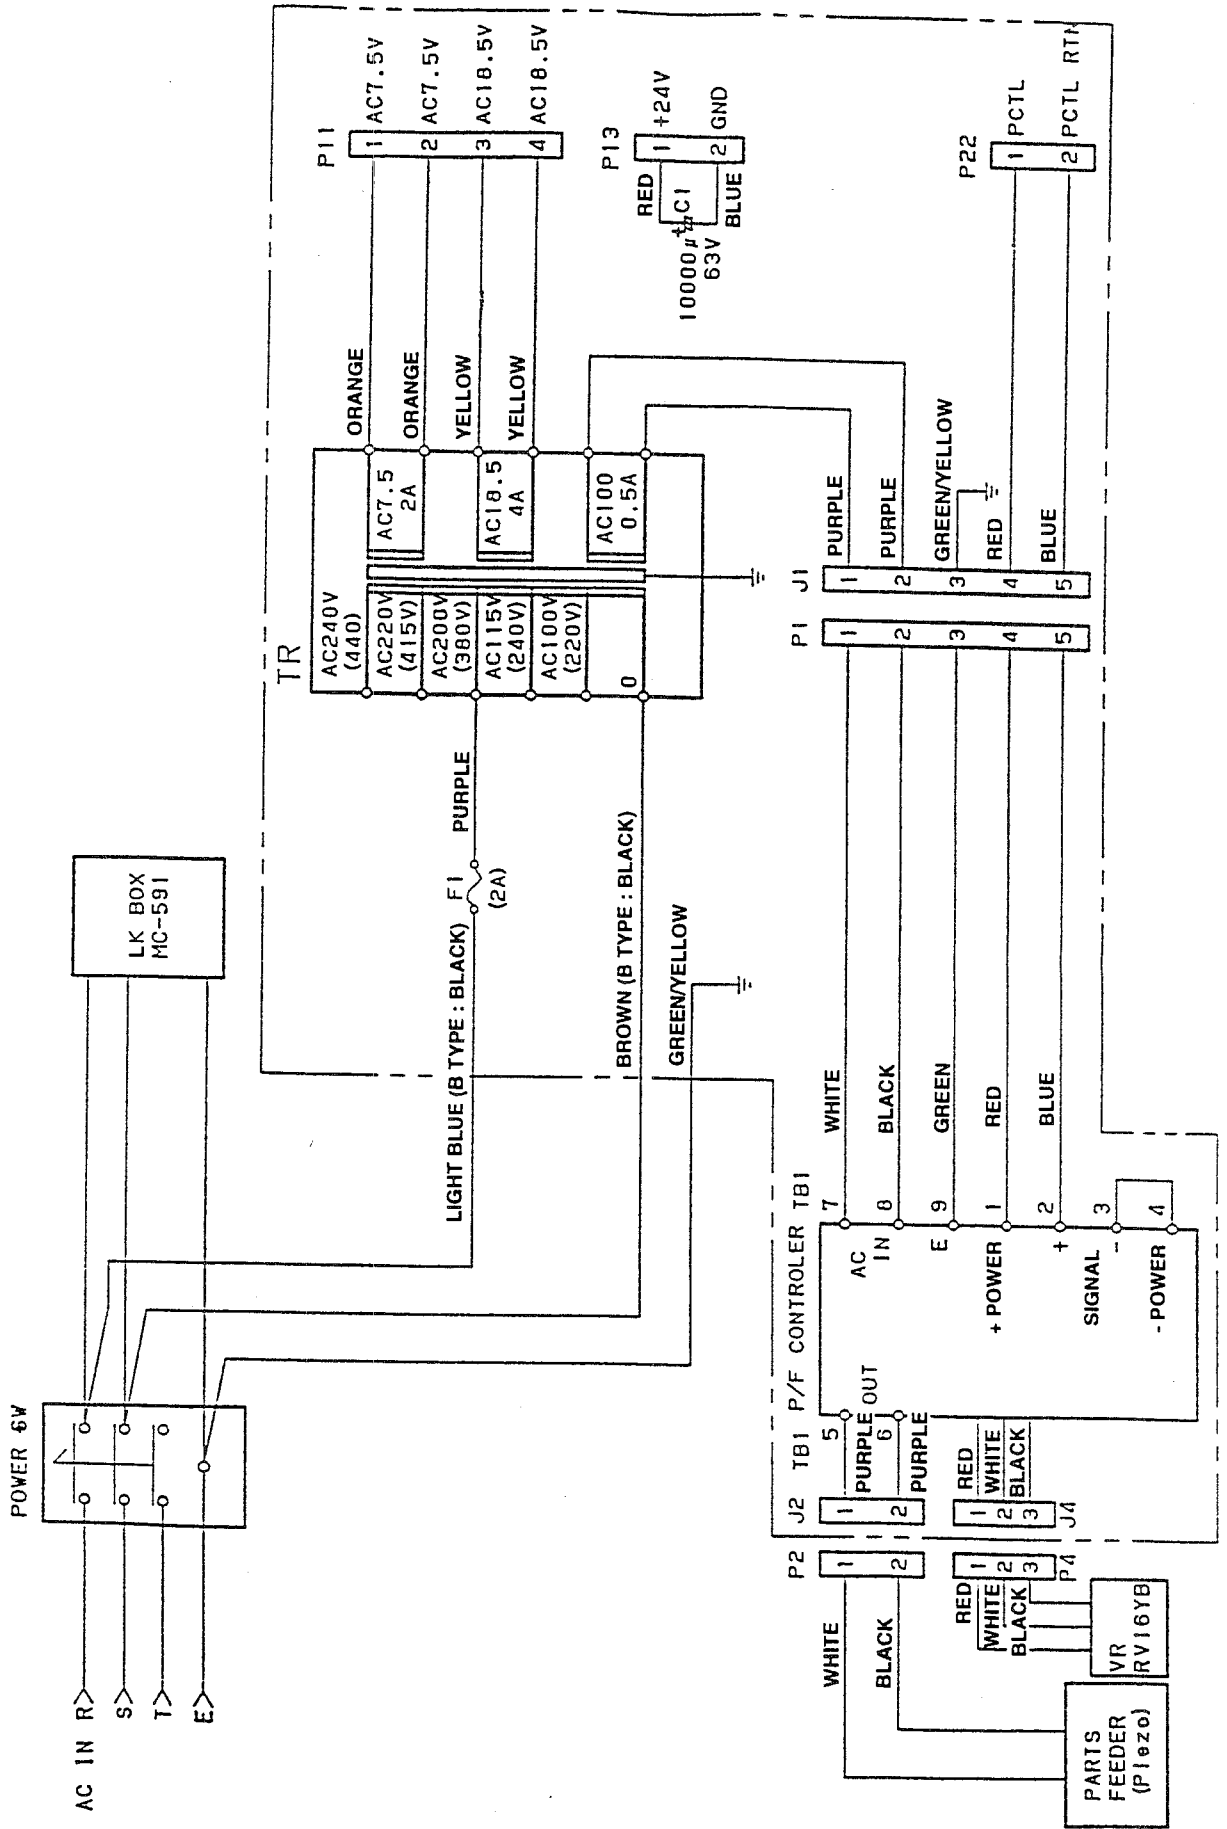 AC IN R
S
T
E
POWER SW
LK BOX
MC-591
LIGHT BLUE (B TYPE : BLACK)
F1
(2A)
PURPLE
BROWN (B TYPE : BLACK)
GREEN/YELLOW
TR
AC240V
(440)
AC220V
(415V)
AC200V
(380V)
AC115V
(240V)
AC100V
(220V)
0
AC7.5
2A
AC18.5
4A
AC100
0.5A
ORANGE
ORANGE
YELLOW
YELLOW
P11
1 AC7.5V
2 AC7.5V
3 AC18.5V
4 AC18.5V
P13
RED 1 +24V
BLUE 2 GND
+ C1
10000μ
63V
P22
1 PCTL
2 PCTL RTN
PURPLE
PURPLE
GREEN/YELLOW
RED
BLUE
P1 J1
1 1
2 2
3 3
4 4
5 5
WHITE
BLACK
GREEN
RED
BLUE
TB1 P/F CONTROLER TB1
5
6
OUT
AC
IN
E
+ POWER
+
SIGNAL
-
- POWER
7
8
9
1
2
3
4
P2 J2
1 1 PURPLE
2 2 PURPLE
WHITE
BLACK
RED 1 1 RED
WHITE 2 2 WHITE
BLACK 3 3 BLACK
P4 J4
VR
RV16YB
PARTS
FEEDER
(Piezo)